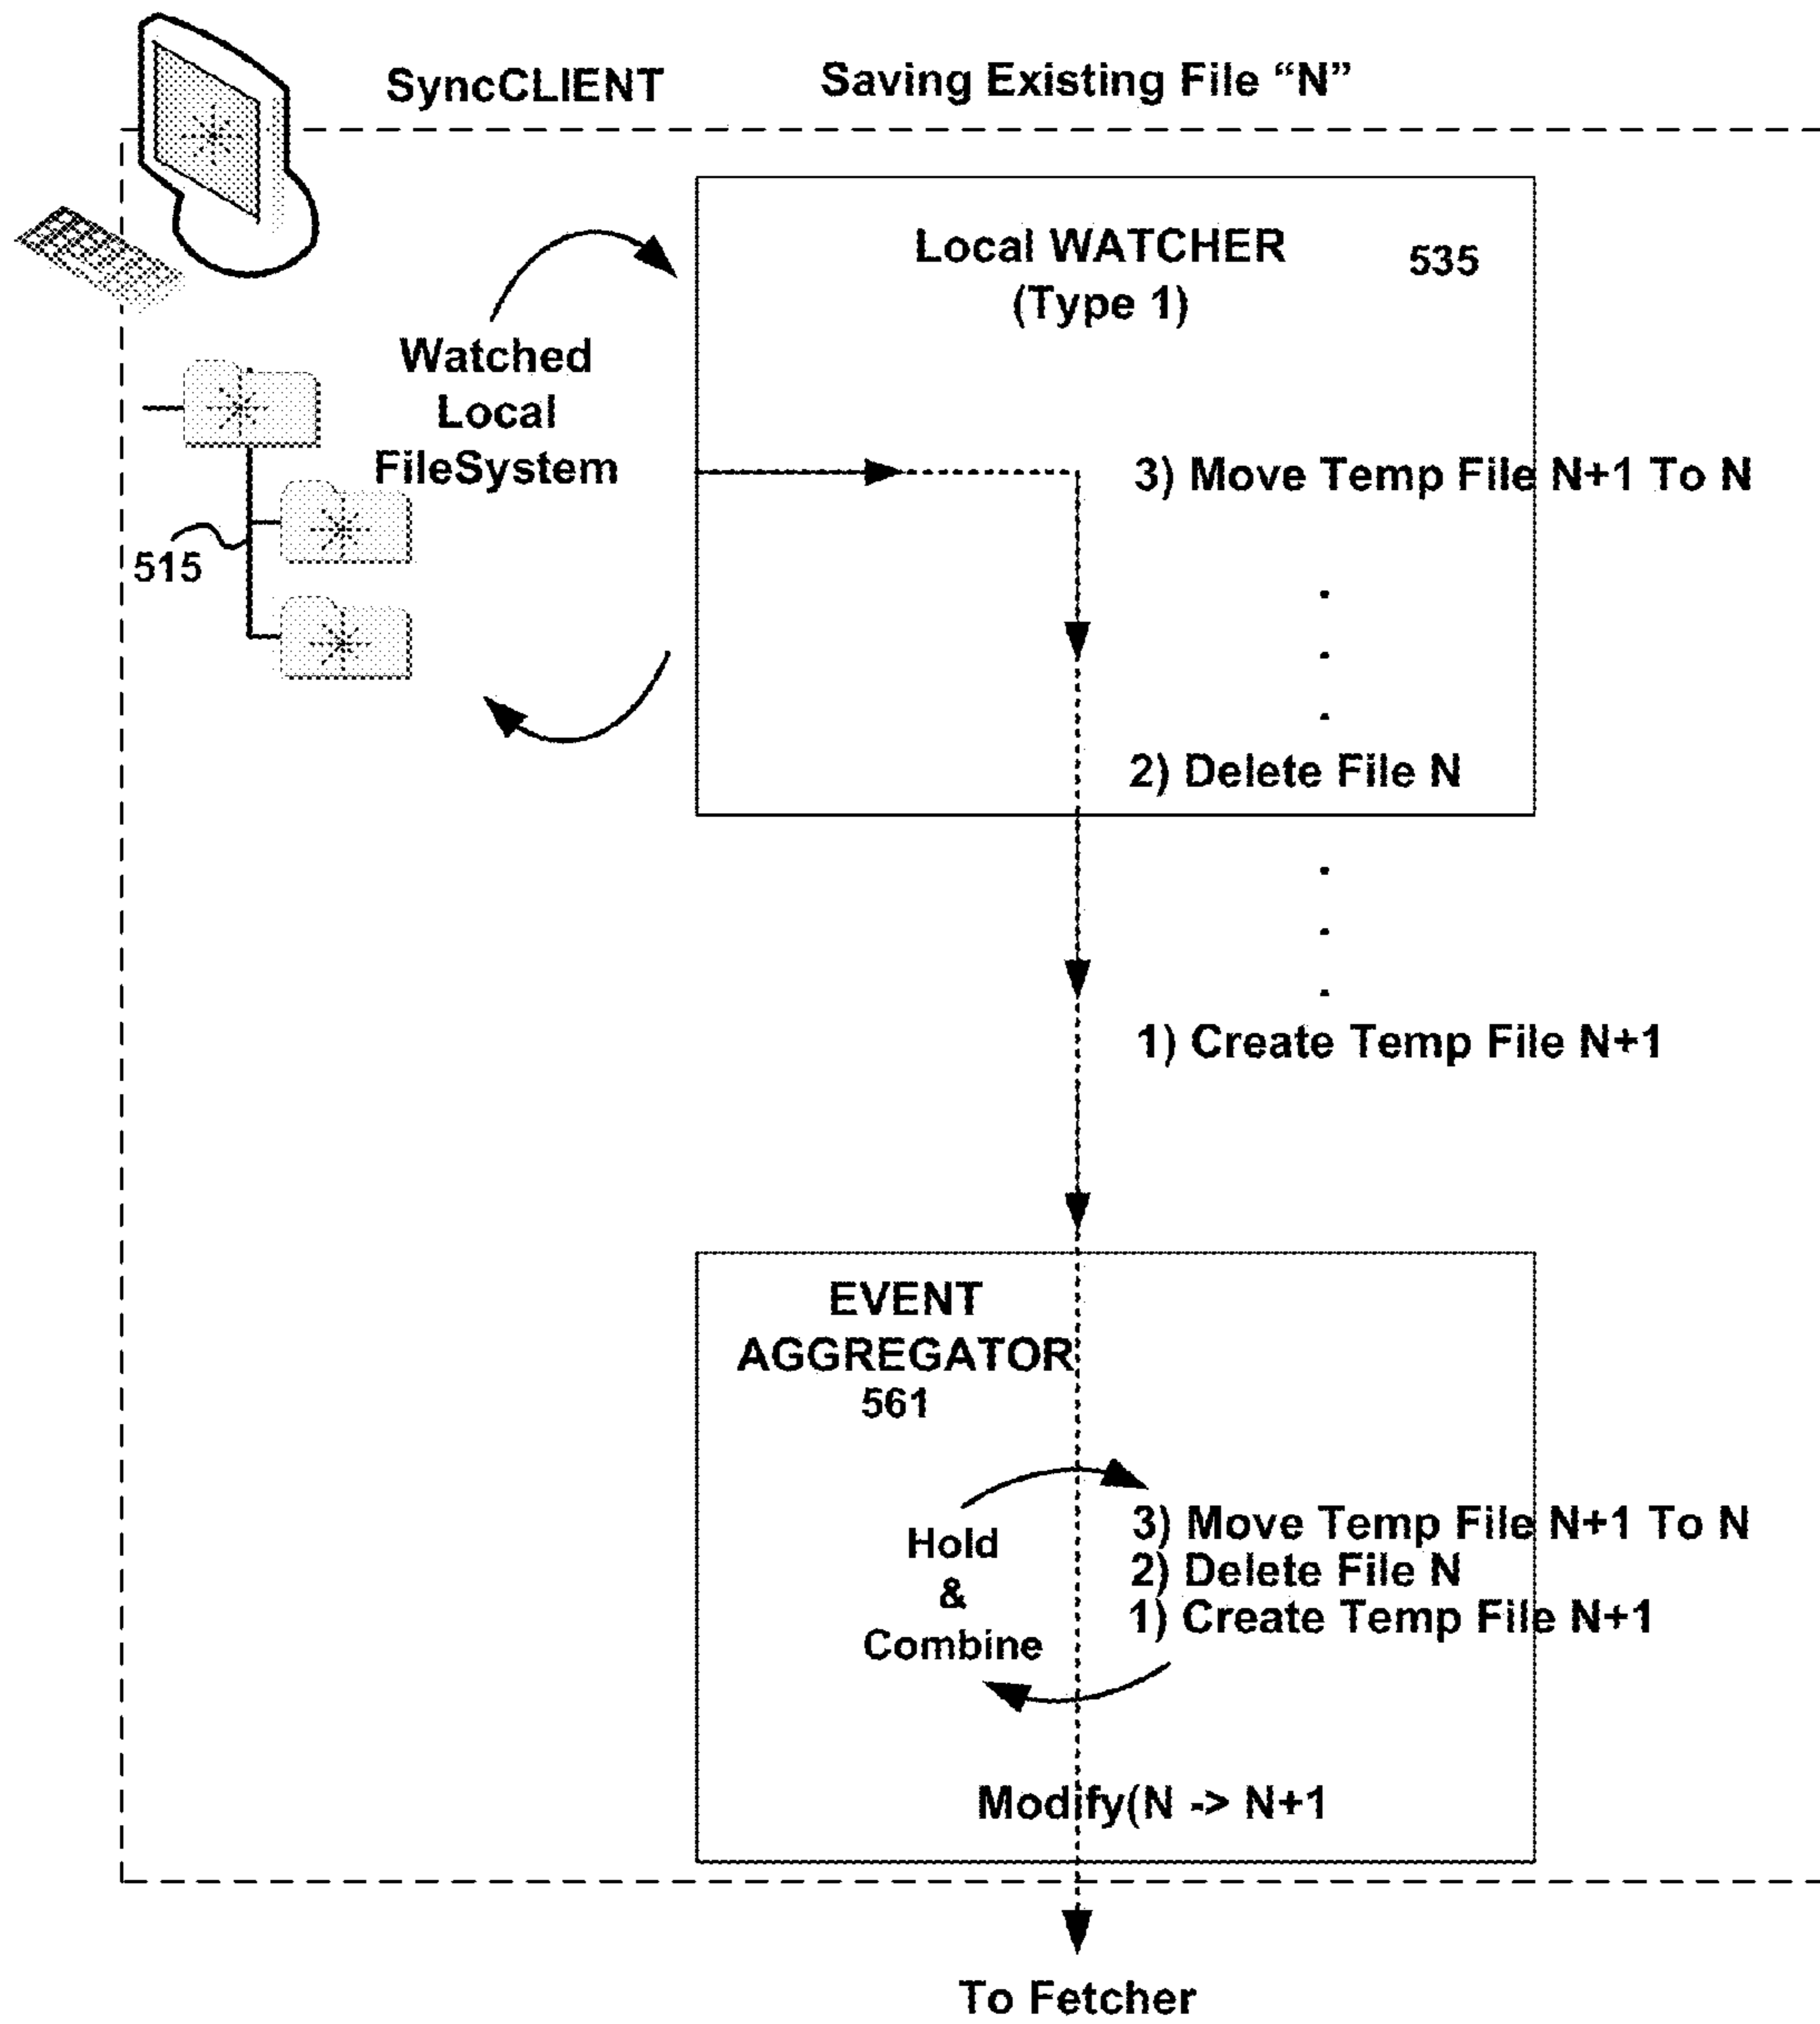 SyncCLIENT
Saving Existing File “N”
Local WATCHER
(Type 1)
535
Watched
Local
FileSystem
515
3) Move Temp File N+1 To N
2) Delete File N
1) Create Temp File N+1
EVENT
AGGREGATOR
561
Hold
&
Combine
3) Move Temp File N+1 To N
2) Delete File N
1) Create Temp File N+1
Modify(N -> N+1
To Fetcher